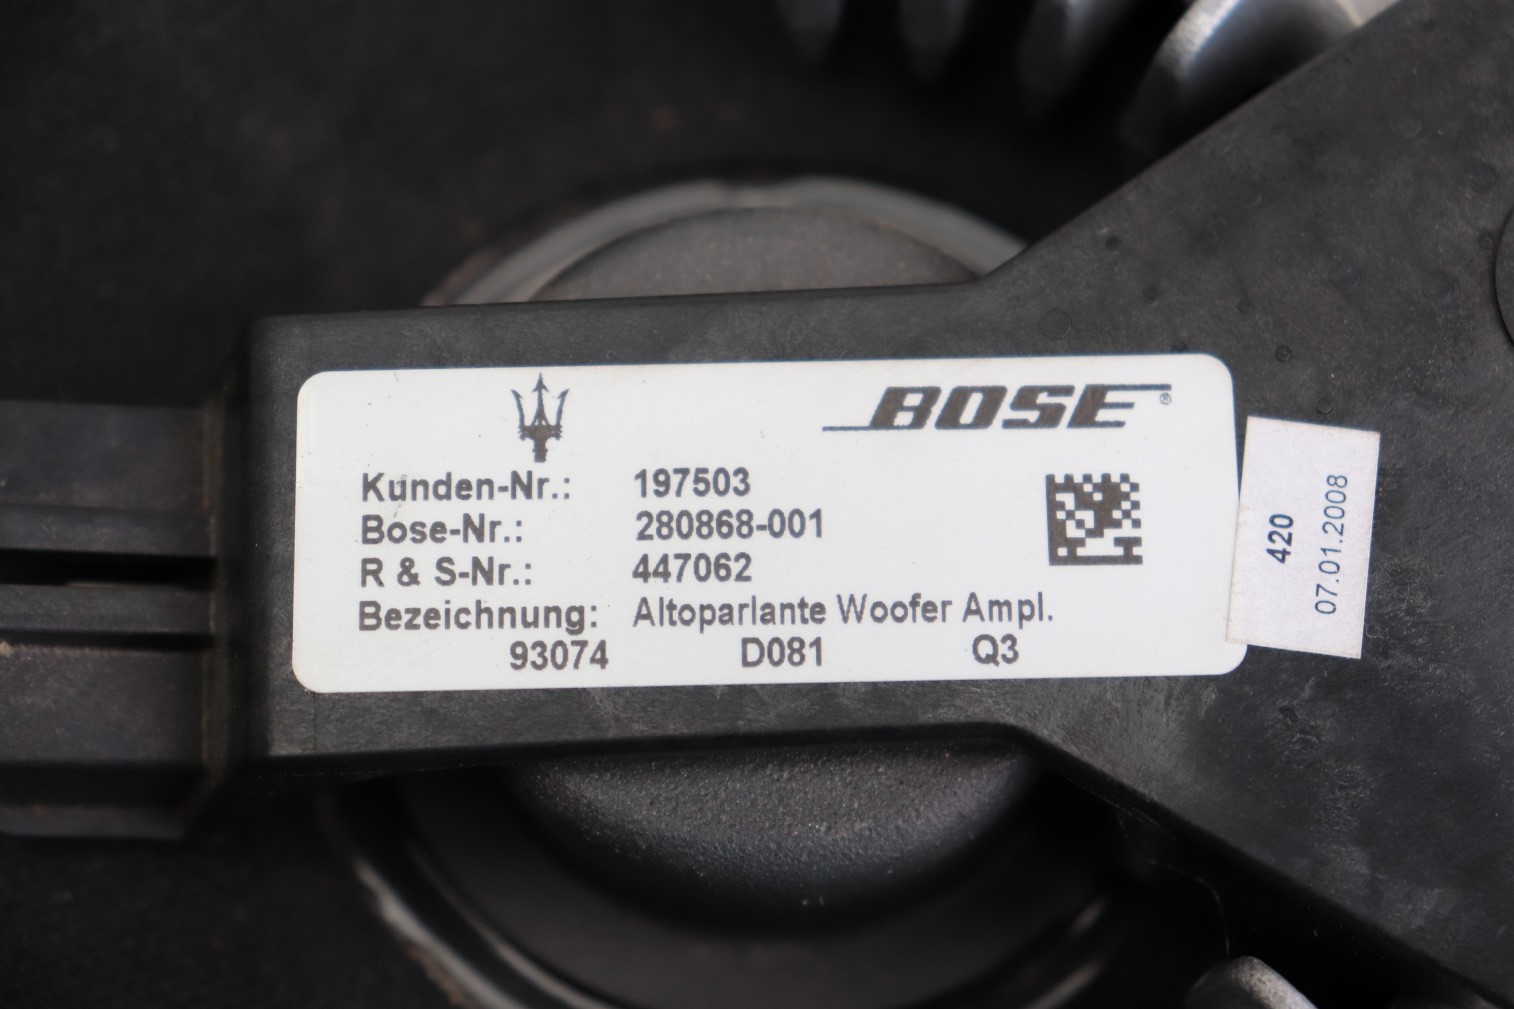 BOSE®
Kunden-Nr.: 197503
Bose-Nr.: 280868-001
R & S-Nr.: 447062
Bezeichnung: Altoparlante Woofer Ampl.
93074 D081 Q3
420
07.01.2008